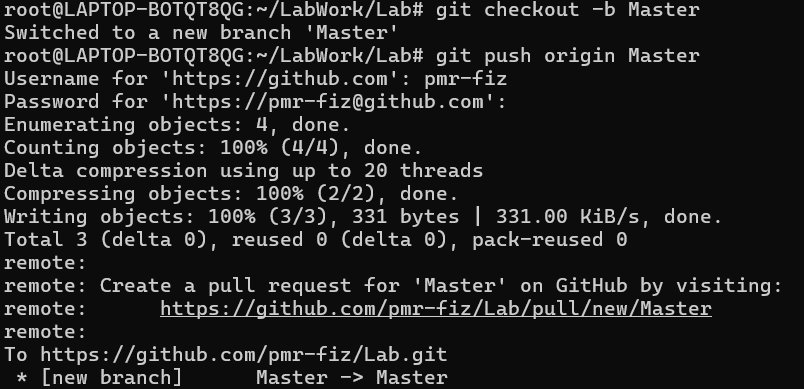 root@LAPTOP-BOTQT8QG:~/LabWork/Lab# git checkout -b Master
Switched to a new branch 'Master'
root@LAPTOP-BOTQT8QG:~/LabWork/Lab# git push origin Master
Username for 'https://github.com': pmr-fiz
Password for 'https://pmr-fiz@github.com':
Enumerating objects: 4, done.
Counting objects: 100% (4/4), done.
Delta compression using up to 20 threads
Compressing objects: 100% (2/2), done.
Writing objects: 100% (3/3), 331 bytes | 331.00 KiB/s, done.
Total 3 (delta 0), reused 0 (delta 0), pack-reused 0
remote:
remote: Create a pull request for 'Master' on GitHub by visiting:
remote:      https://github.com/pmr-fiz/Lab/pull/new/Master
remote:
To https://github.com/pmr-fiz/Lab.git
 * [new branch]      Master -> Master